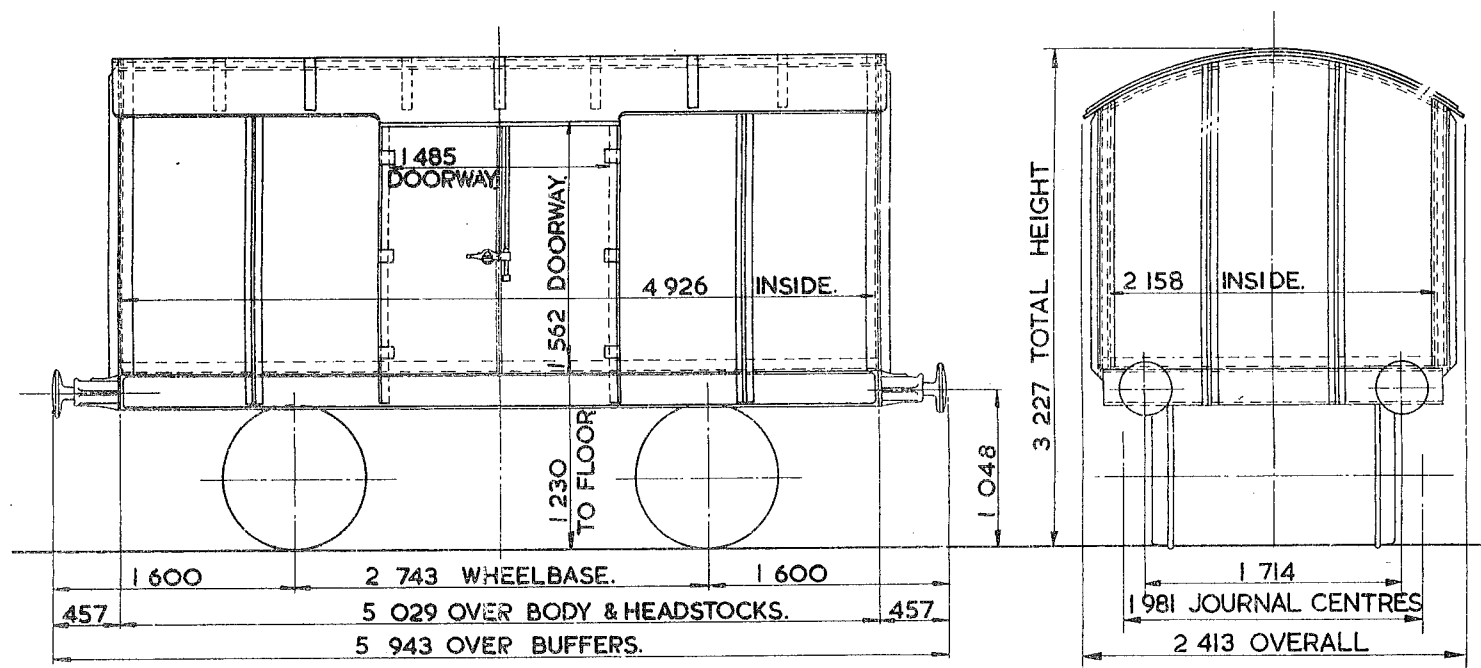 1 485
DOORWAY.
1 562 DOORWAY.
4 926 INSIDE.
1 230
TO FLOOR
1 048
1 600
2 743 WHEELBASE.
1 600
457
5 029 OVER BODY & HEADSTOCKS.
457
5 943 OVER BUFFERS.
3 227 TOTAL HEIGHT
2 158 INSIDE.
1 714
1 981 JOURNAL CENTRES
2 413 OVERALL